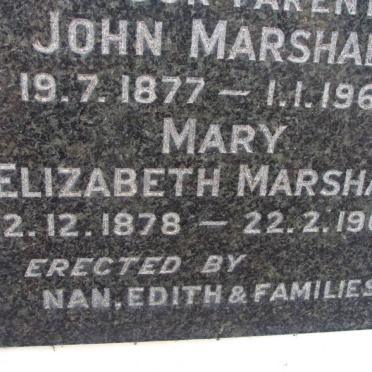 JOHN MARSHAL
19.7.1877 — 1.1.196
MARY
ELIZABETH MARSHA
2.12.1878 — 22.2.19
ERECTED BY
NAN, EDITH & FAMILIES